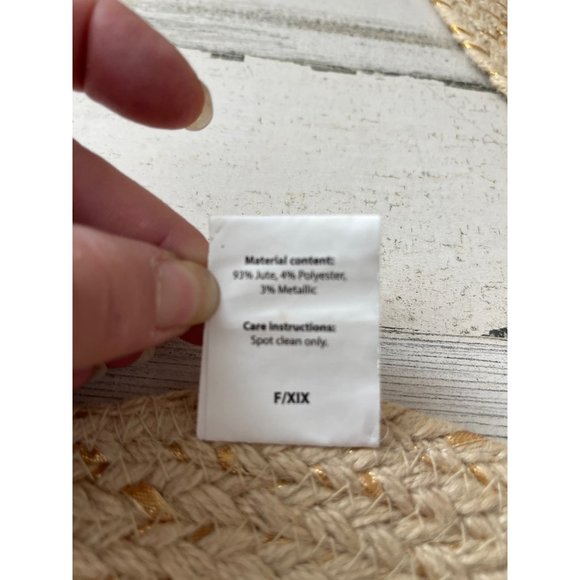 Material content:
93% Jute, 4% Polyester,
3% Metallic
Care Instructions:
Spot clean only.
F/XIX